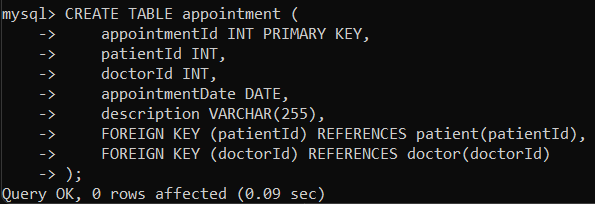 mysql> CREATE TABLE appointment (
    ->     appointmentId INT PRIMARY KEY,
    ->     patientId INT,
    ->     doctorId INT,
    ->     appointmentDate DATE,
    ->     description VARCHAR(255),
    ->     FOREIGN KEY (patientId) REFERENCES patient(patientId),
    ->     FOREIGN KEY (doctorId) REFERENCES doctor(doctorId)
    -> );
Query OK, 0 rows affected (0.09 sec)